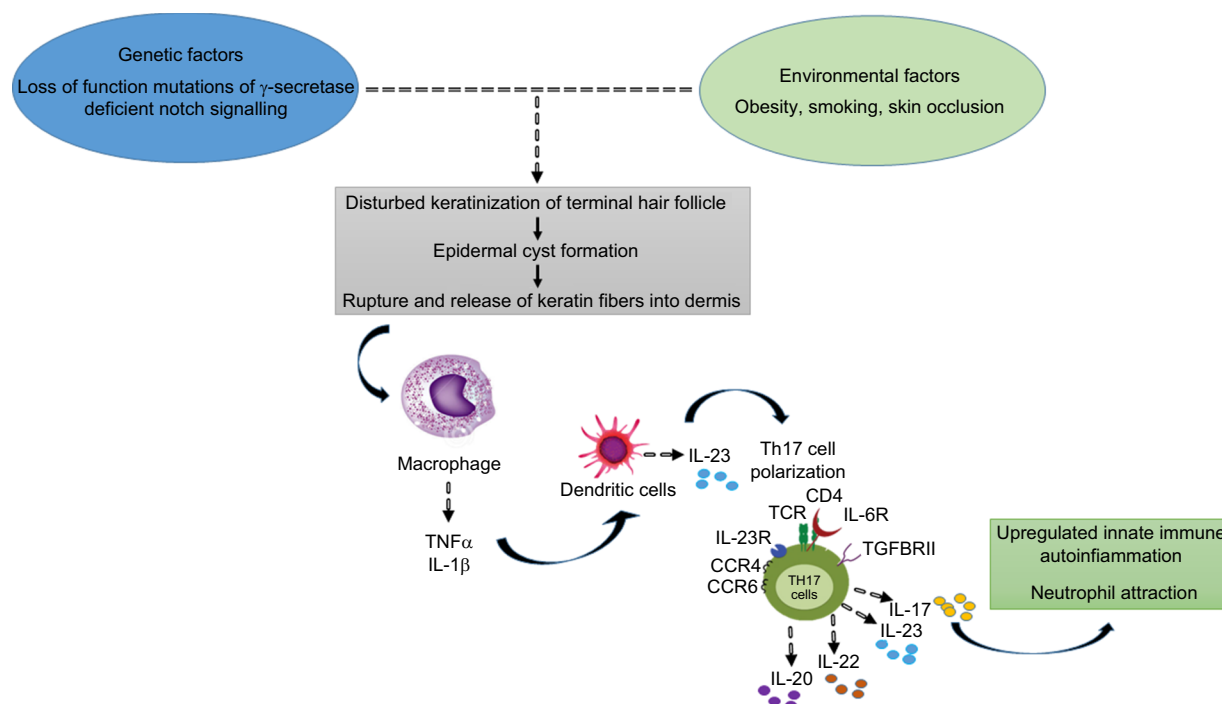 Genetic factors
Loss of function mutations of γ-secretase
deficient notch signalling
Environmental factors
Obesity, smoking, skin occlusion
Disturbed keratinization of terminal hair follicle
Epidermal cyst formation
Rupture and release of keratin fibers into dermis
Macrophage
TNFα
IL-1β
Dendritic cells
IL-23
Th17 cell
polarization
CD4
TCR
IL-6R
IL-23R
TGFBRII
CCR4
CCR6
TH17
cells
IL-17
IL-23
IL-22
IL-20
Upregulated innate immune
autoinflammation
Neutrophil attraction